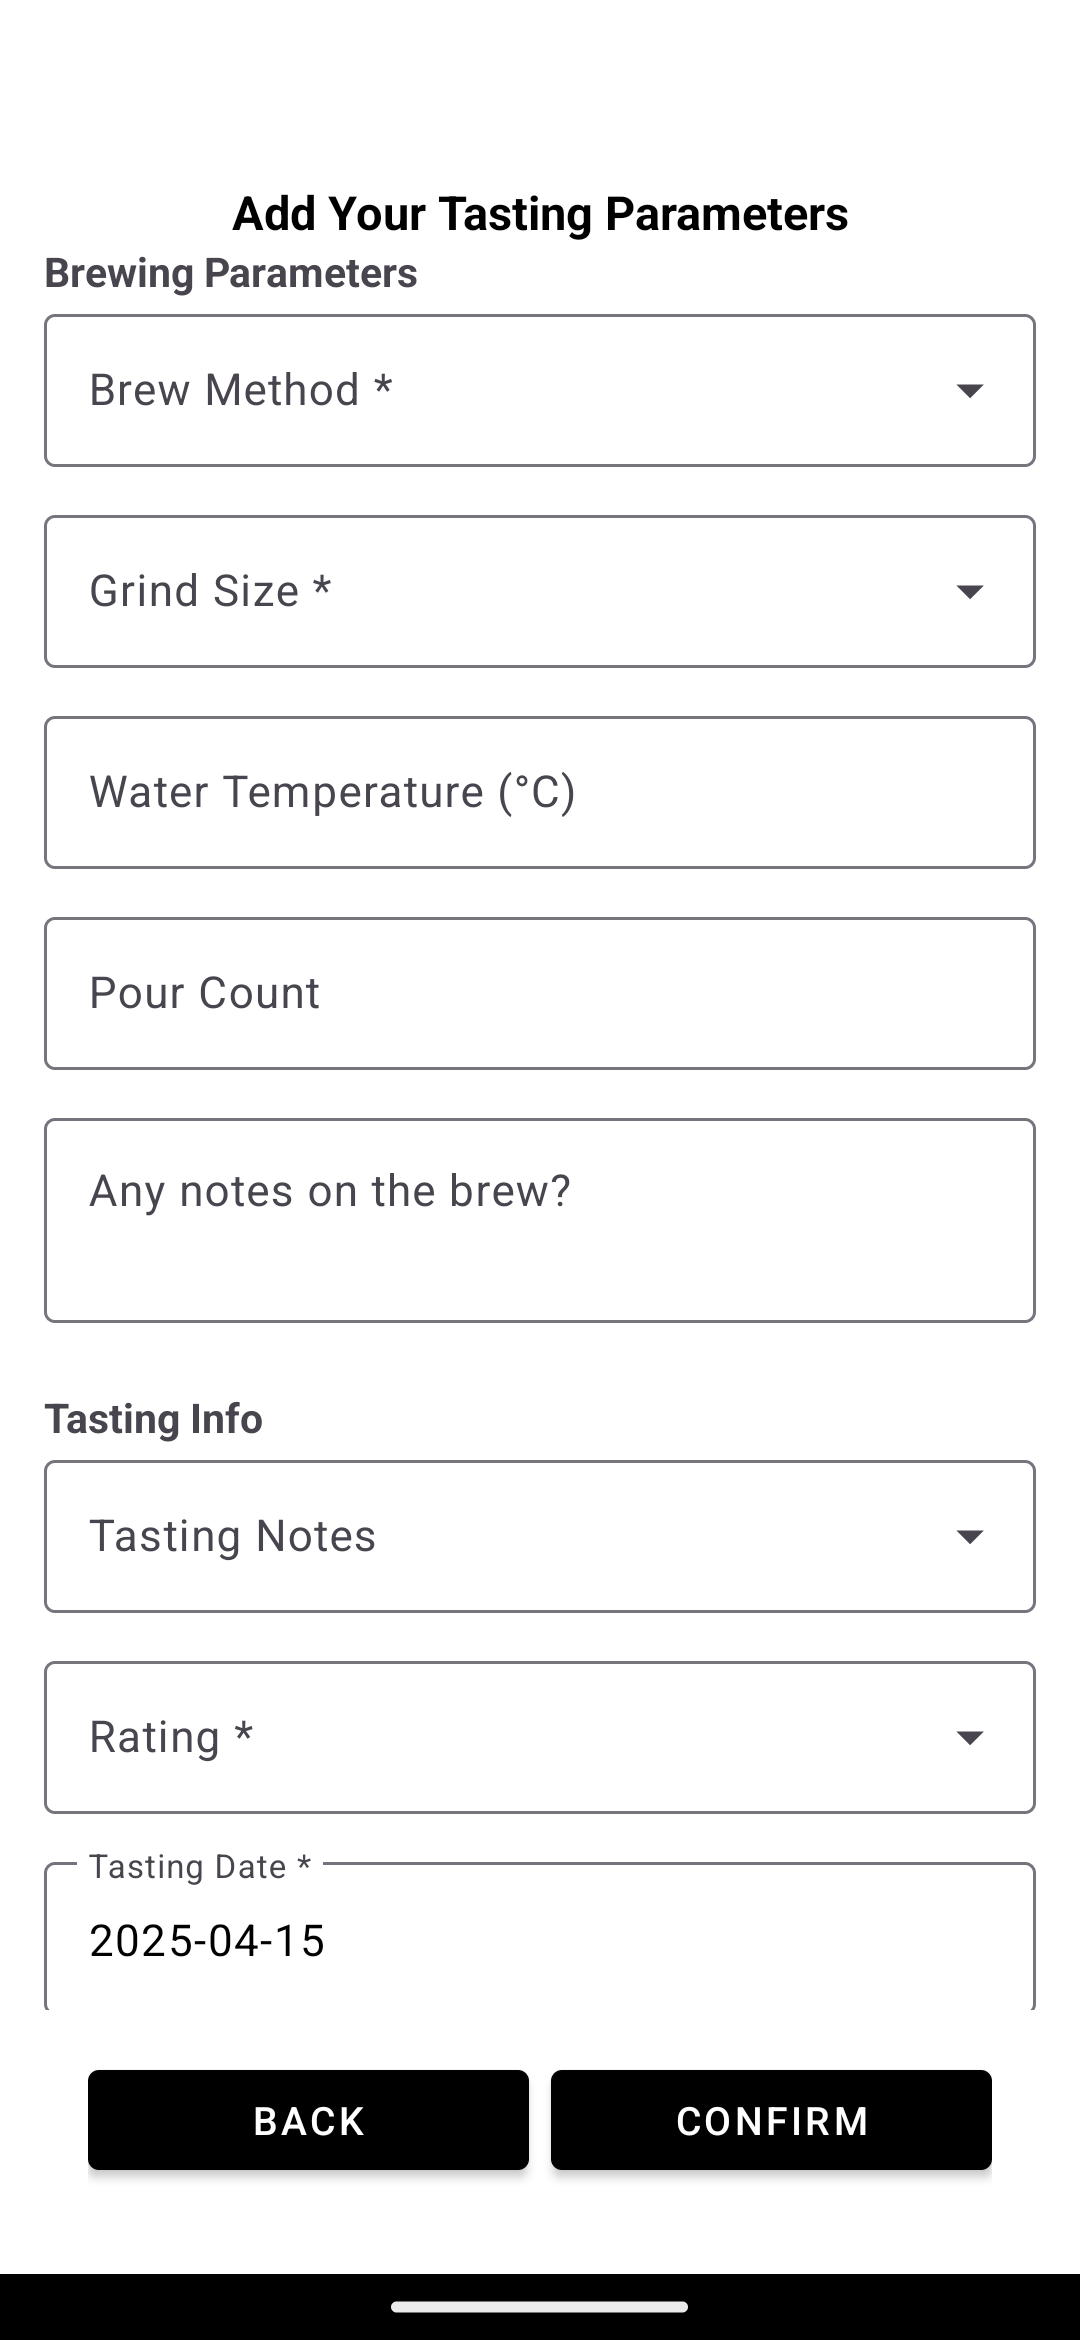 Add Your Tasting Parameters
Brewing Parameters
Brew Method *
Grind Size *
Water Temperature (°C)
Pour Count
Any notes on the brew?
Tasting Info
Tasting Notes
Rating *
Tasting Date *
2025-04-15
BACK CONFIRM